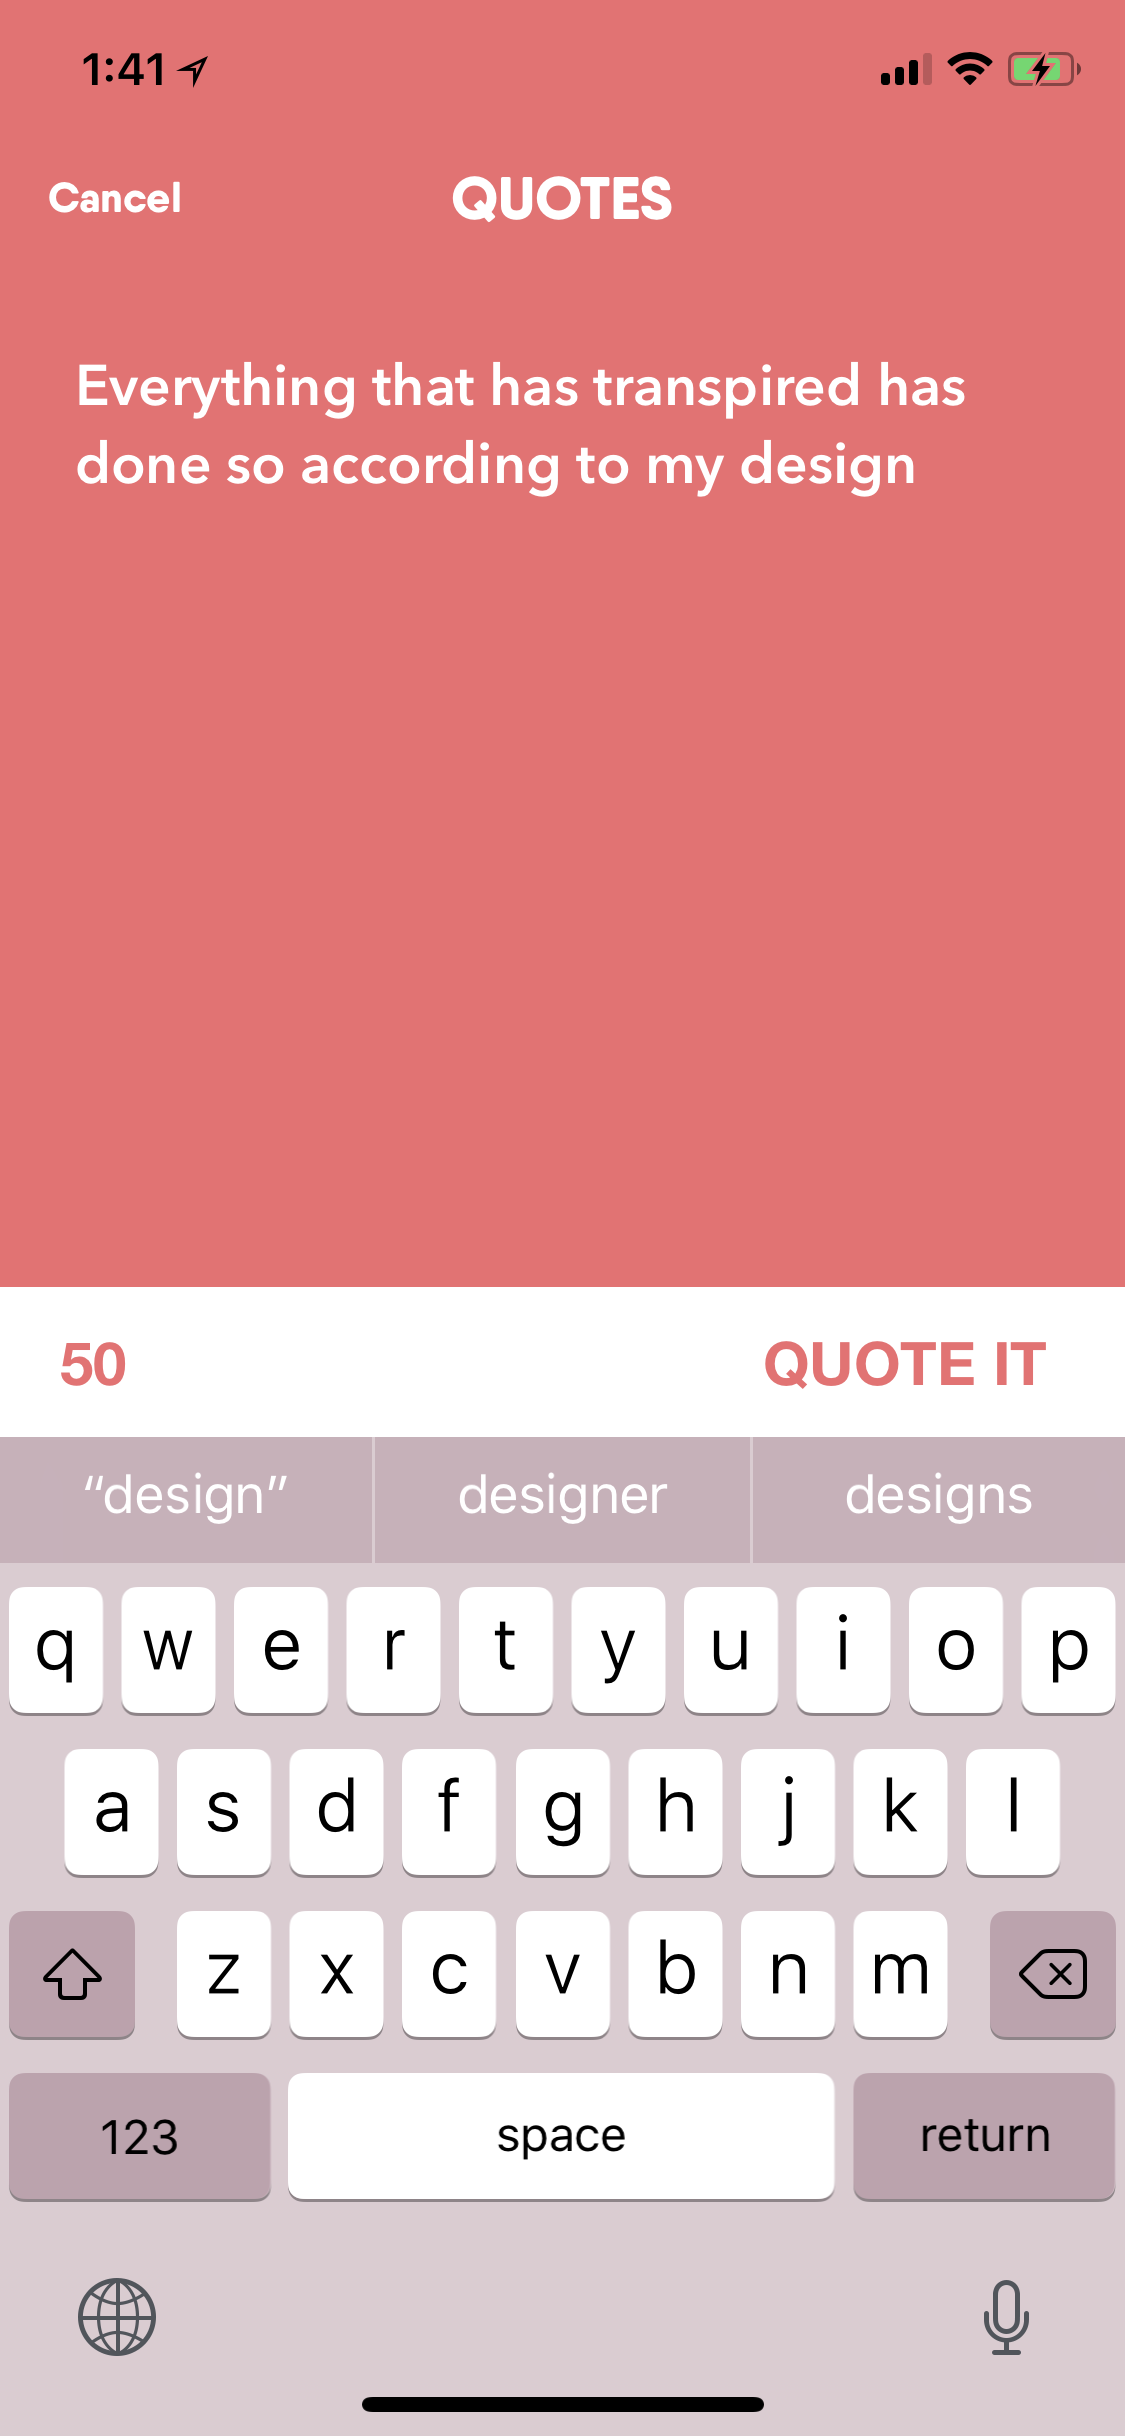 1:41
Cancel QUOTES
Everything that has transpired has
done so according to my design
50 QUOTE IT
“design” designer designs
q w e r t y u i o p
a s d f g h j k l
z x c v b n m
123 space return